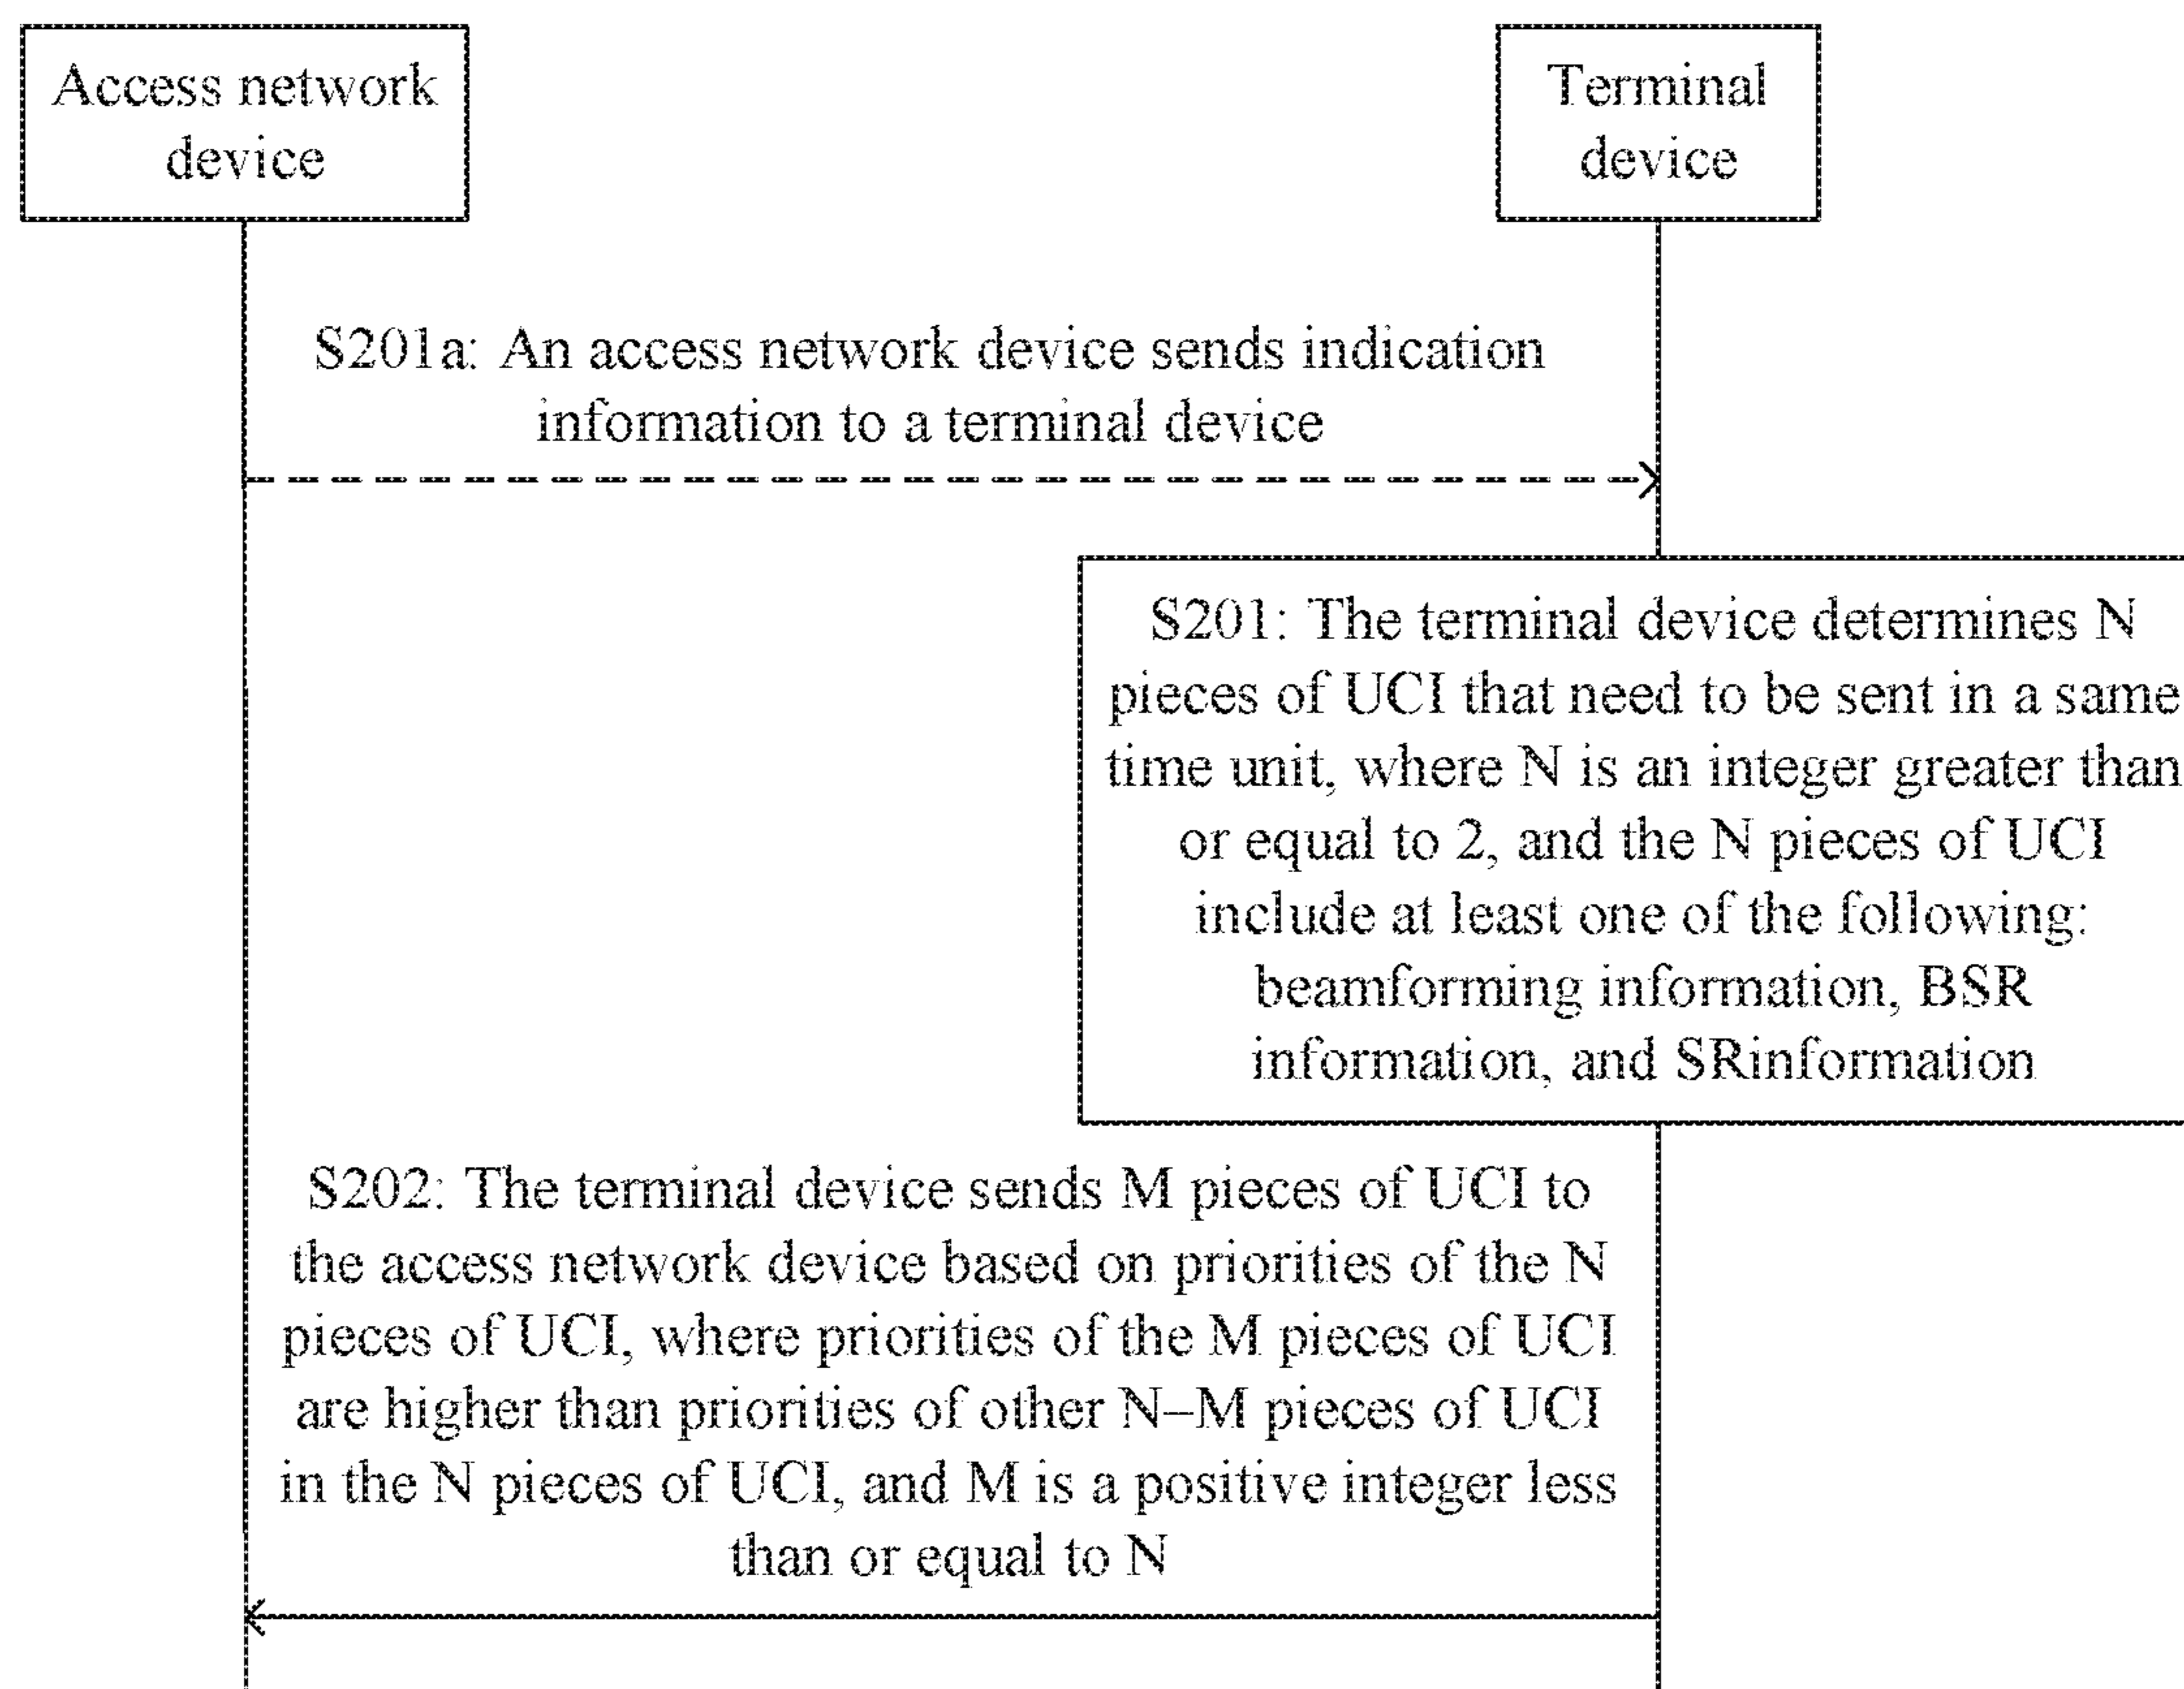 Access network
device
Terminal
device
S201a: An access network device sends indication
information to a terminal device
S201: The terminal device determines N
pieces of UCI that need to be sent in a same
time unit, where N is an integer greater than
or equal to 2, and the N pieces of UCI
include at least one of the following:
beamforming information, BSR
information, and SRinformation
S202: The terminal device sends M pieces of UCI to
the access network device based on priorities of the N
pieces of UCI, where priorities of the M pieces of UCI
are higher than priorities of other N–M pieces of UCI
in the N pieces of UCI, and M is a positive integer less
than or equal to N